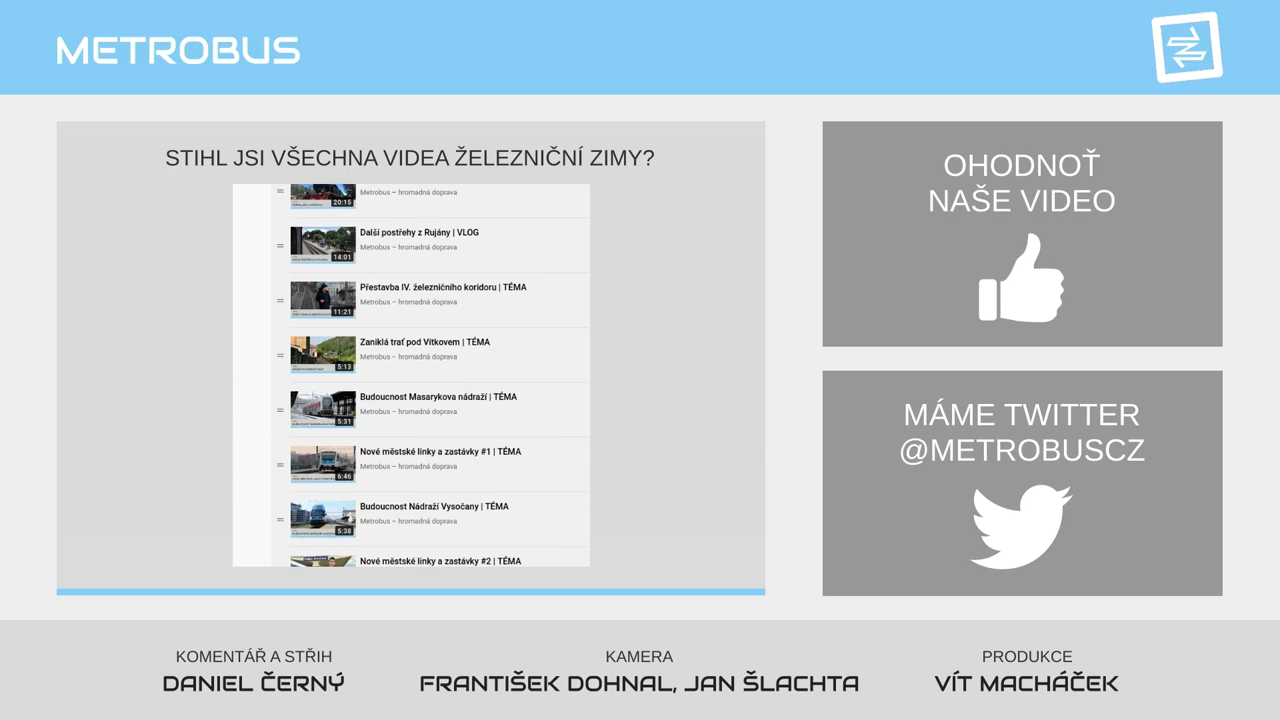 METROBUS
STIHL JSI VŠECHNA VIDEA ŽELEZNIČNÍ ZIMY?
20:15
Metrobus – hromadná doprava
Další postřehy z Rujány | VLOG
Metrobus – hromadná doprava
14:01
Přestavba IV. železničního koridoru | TÉMA
Metrobus – hromadná doprava
11:21
Zaniklá trať pod Vítkovem | TÉMA
Metrobus – hromadná doprava
5:13
Budoucnost Masarykova nádraží | TÉMA
Metrobus – hromadná doprava
5:31
Nové městské linky a zastávky #1 | TÉMA
Metrobus – hromadná doprava
6:46
Budoucnost Nádraží Vysočany | TÉMA
Metrobus – hromadná doprava
5:38
Nové městské linky a zastávky #2 | TÉMA
OHODNOŤ
NAŠE VIDEO
MÁME TWITTER
@METROBUSCZ
KOMENTÁŘ A STŘIH
DANIEL ČERNÝ
KAMERA
FRANTIŠEK DOHNAL, JAN ŠLACHTA
PRODUKCE
VÍT MACHÁČEK